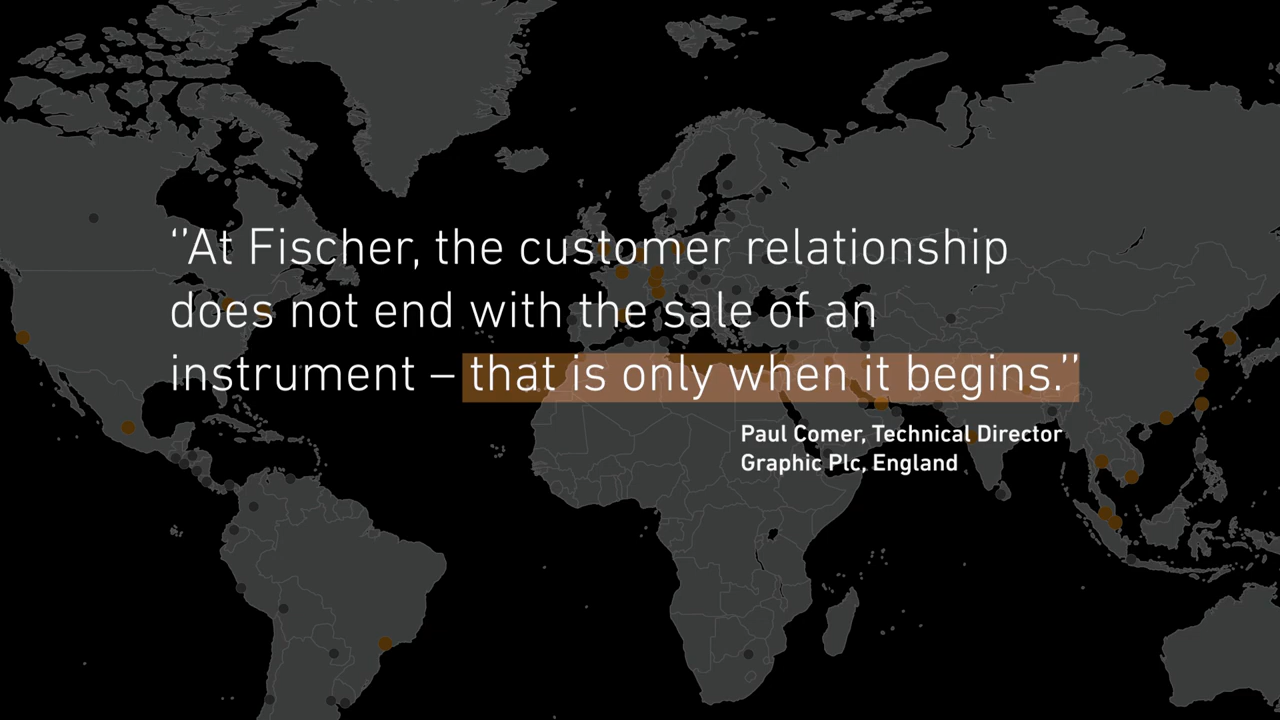 ‘’At Fischer, the customer relationship
does not end with the sale of an
instrument – that is only when it begins.’’
Paul Comer, Technical Director
Graphic Plc, England